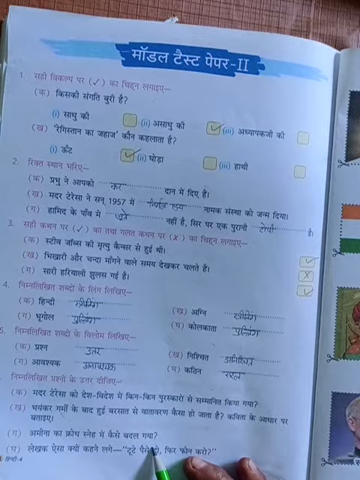 मॉडल टैस्ट पेपर-II
1. सही विकल्प पर (✓) का चिह्न लगाइए—
(क) किसकी संगति बुरी है?
(i) साधु की (ii) असाधु की ✓ (iii) अध्यापकजी की
(ख) 'रेगिस्तान का जहाज' कौन कहलाता है?
(i) ऊँट ✓ (ii) घोड़ा (iii) हाथी
2. रिक्त स्थान भरिए—
(क) प्रभु ने आपको कर दान में दिए हैं।
(ख) मदर टेरेसा ने सन् 1957 में नामक संस्था को जन्म दिया।
(ग) हामिद के पाँव में जूते नहीं हैं, सिर पर एक पुरानी टोपी है।
3. सही कथन पर (✓) का तथा गलत कथन पर (x) का चिह्न लगाइए—
(क) स्टीव जॉब्स की मृत्यु कैन्सर से हुई थी। ✓
(ख) भिखारी और चन्दा माँगने वाले समय देखकर चलते हैं। x
(ग) सारी हरियाली झुलस गई है। ✓
4. निम्नलिखित शब्दों के लिंग लिखिए—
(क) हिन्दी स्त्रीलिंग (ख) अग्नि स्त्रीलिंग
(ग) भूगोल पुल्लिंग (घ) कोलकाता पुल्लिंग
5. निम्नलिखित शब्दों के विलोम लिखिए—
(क) प्रश्न उत्तर (ख) निश्चित अनिश्चित
(ग) आवश्यक अनावश्यक (घ) कठिन सरल
निम्नलिखित प्रश्नों के उत्तर दीजिए—
(क) मदर टेरेसा को देश-विदेश में किन-किन पुरस्कारों से सम्मानित किया गया?
(ख) भयंकर गर्मी के बाद हुई बरसात से वातावरण कैसा हो जाता है? कविता के आधार पर
बताइए।
(ग) अमीना का क्रोध स्नेह में कैसे बदल गया?
(घ) लेखक ऐसा क्यों कहने लगे—"टूटे पैसे दो, फिर फोन करो?"
हिन्दी-4